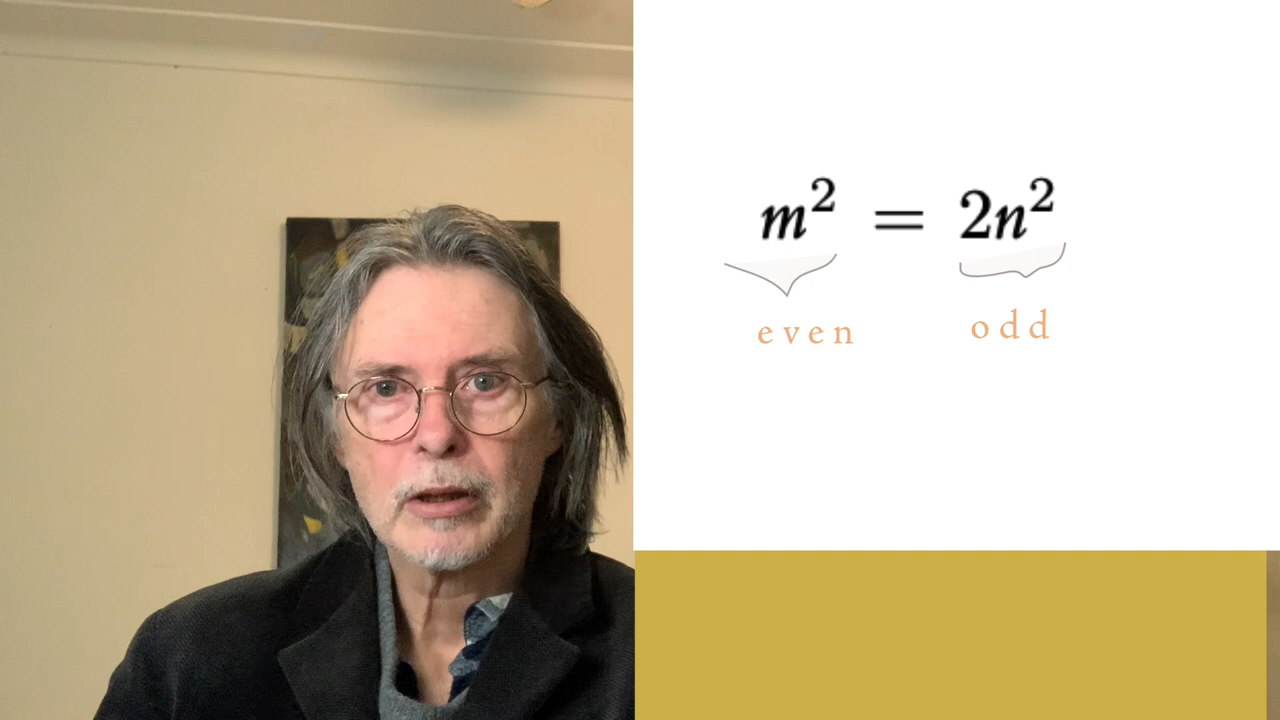 m² = 2n²
even odd